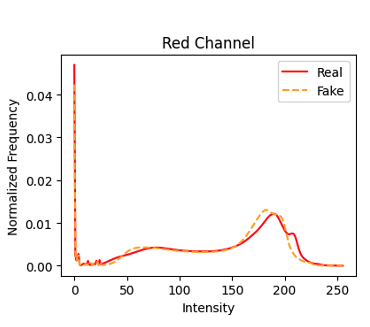 Red Channel
Real
Fake
Normalized Frequency
0.04
0.03
0.02
0.01
0.00
0 50 100 150 200 250
Intensity